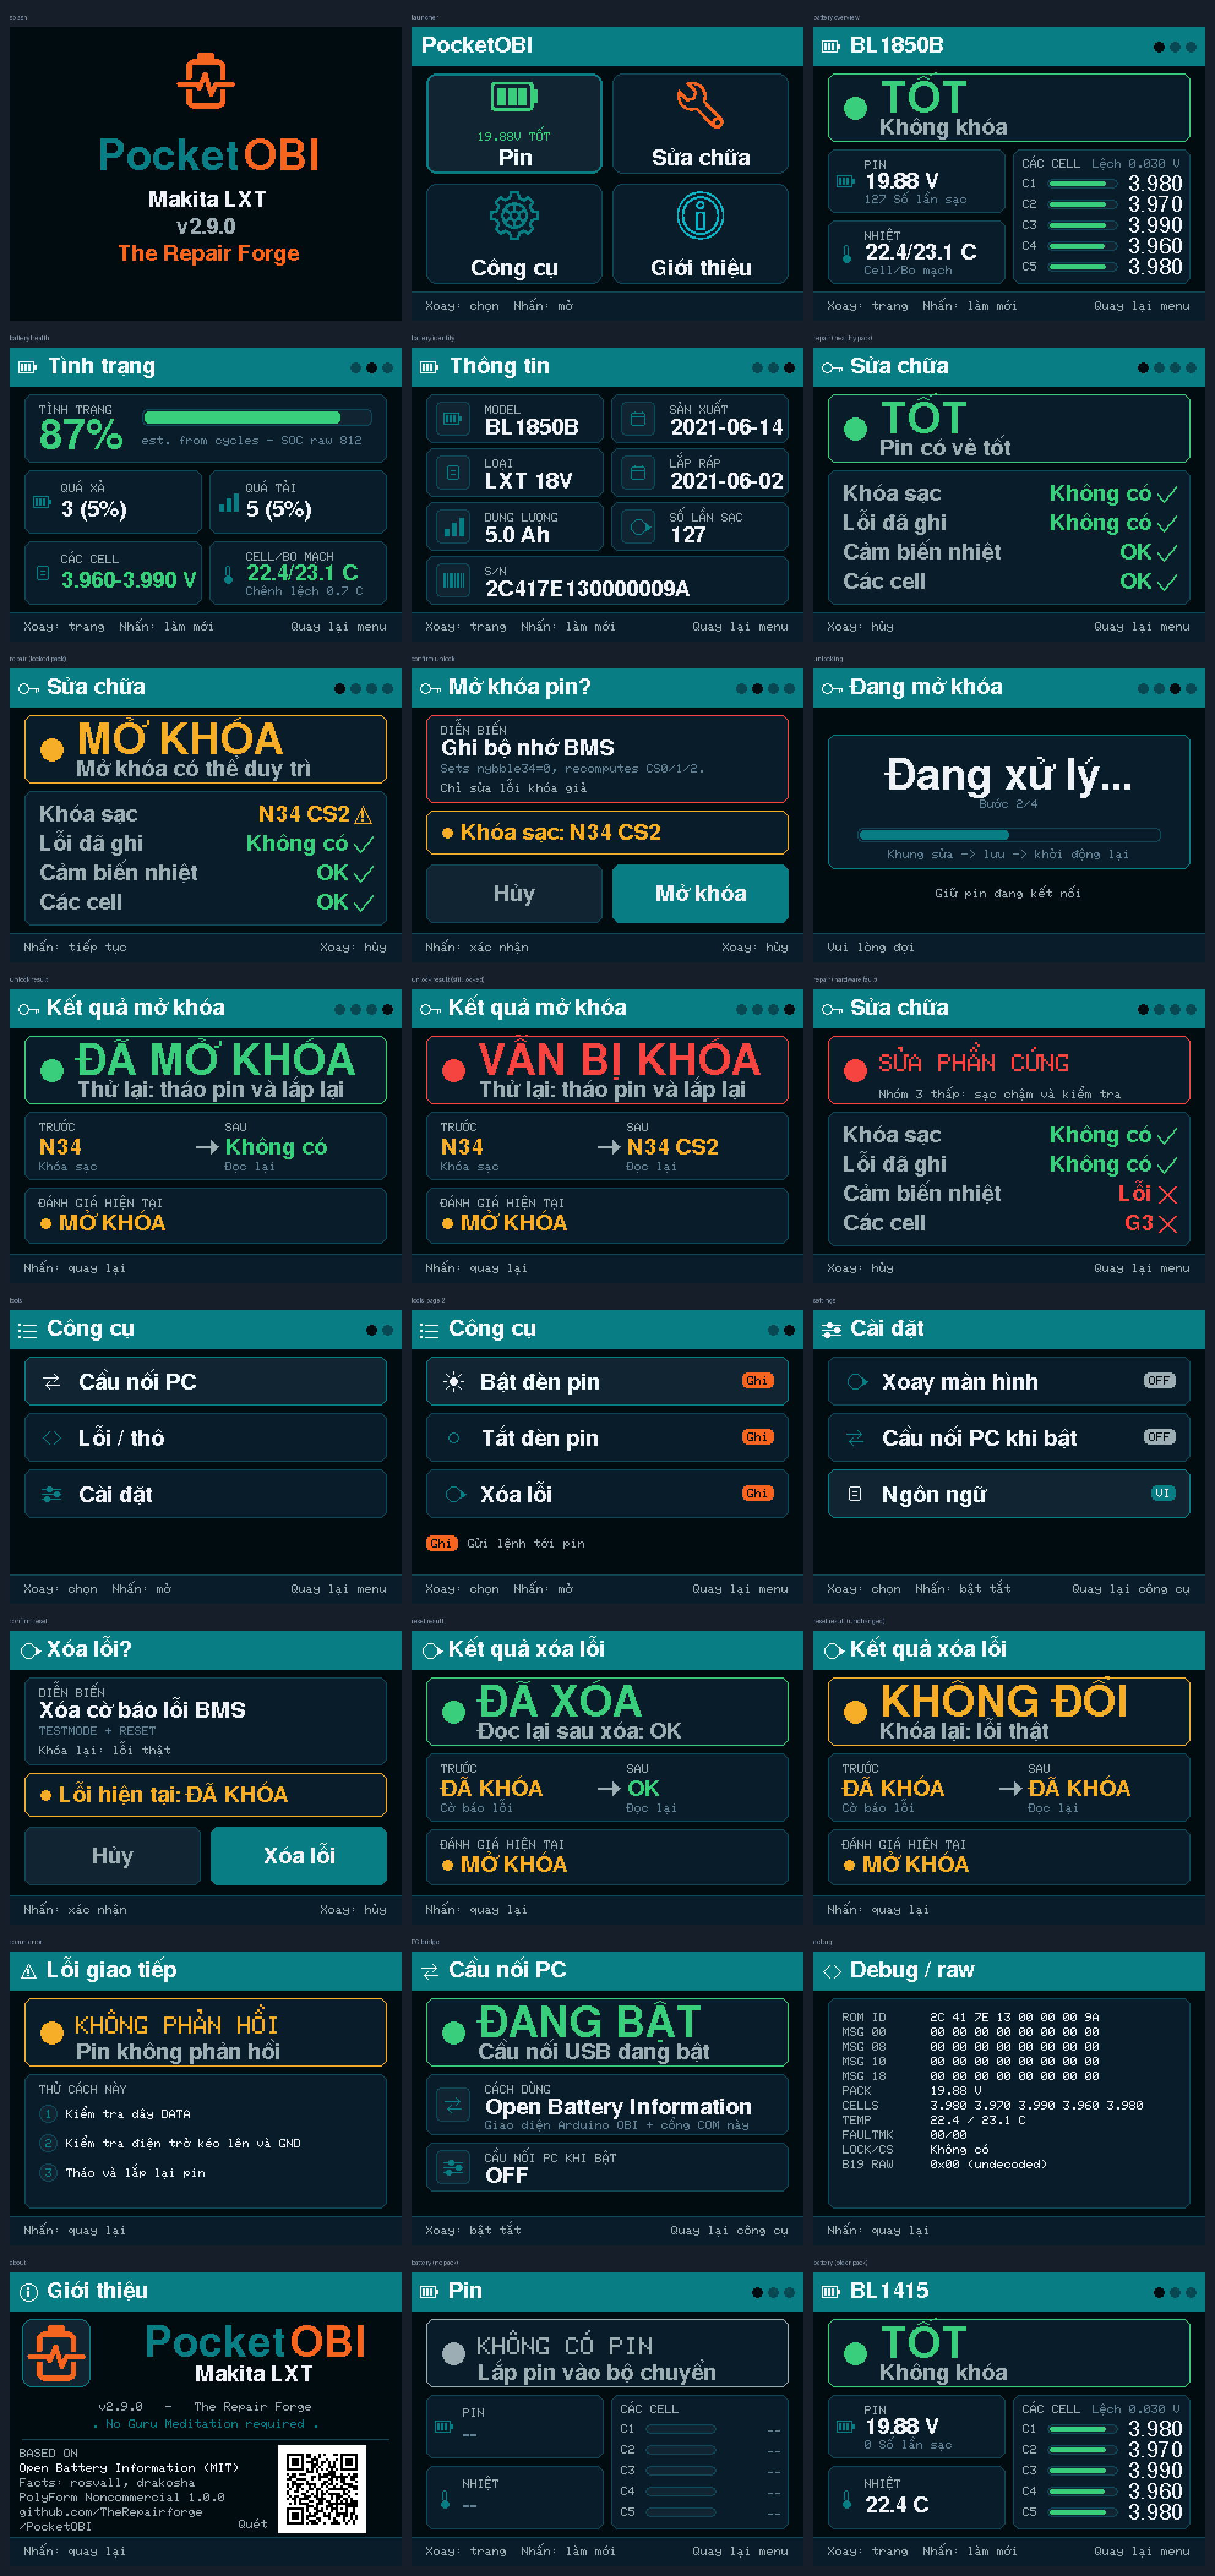 splash
PocketOBI
Makita LXT
v2.9.0
The Repair Forge
launcher
PocketOBI
19.88V TỐT
Pin
Sửa chữa
Công cụ
Giới thiệu
Xoay: chọn Nhấn: mở
battery overview
BL1850B
TỐT
Không khóa
PIN
19.88 V
127 Số lần sạc
NHIỆT
22.4/23.1 C
Cell/Bo mạch
CÁC CELL Lệch 0.030 V
C1 3.980
C2 3.970
C3 3.990
C4 3.960
C5 3.980
Xoay: trang Nhấn: làm mới Quay lại menu
battery health
Tình trạng
TÌNH TRẠNG
87%
est. from cycles - SOC raw 812
QUÁ XẢ
3 (5%)
QUÁ TẢI
5 (5%)
CÁC CELL
3.960-3.990 V
CELL/BO MẠCH
22.4/23.1 C
Chênh lệch 0.7 C
Xoay: trang Nhấn: làm mới Quay lại menu
battery identity
Thông tin
MODEL
BL1850B
SẢN XUẤT
2021-06-14
LOẠI
LXT 18V
LẮP RÁP
2021-06-02
DUNG LƯỢNG
5.0 Ah
SỐ LẦN SẠC
127
S/N
2C417E130000009A
Xoay: trang Nhấn: làm mới Quay lại menu
repair (healthy pack)
Sửa chữa
TỐT
Pin có vẻ tốt
Khóa sạc Không có
Lỗi đã ghi Không có
Cảm biến nhiệt OK
Các cell OK
Xoay: hủy Quay lại menu
repair (locked pack)
Sửa chữa
MỞ KHÓA
Mở khóa có thể duy trì
Khóa sạc N34 CS2
Lỗi đã ghi Không có
Cảm biến nhiệt OK
Các cell OK
Nhấn: tiếp tục Xoay: hủy
confirm unlock
Mở khóa pin?
DIỄN BIẾN
Ghi bộ nhớ BMS
Sets nybble34=0, recomputes CS0/1/2.
Chỉ sửa lỗi khóa giả
Khóa sạc: N34 CS2
Hủy
Mở khóa
Nhấn: xác nhận Xoay: hủy
unlocking
Đang mở khóa
Đang xử lý...
Bước 2/4
Khung sửa -> lưu -> khởi động lại
Giữ pin đang kết nối
Vui lòng đợi
unlock result
Kết quả mở khóa
ĐÃ MỞ KHÓA
Thử lại: tháo pin và lắp lại
TRƯỚC
N34
Khóa sạc
SAU
Không có
Đọc lại
ĐÁNH GIÁ HIỆN TẠI
MỞ KHÓA
Nhấn: quay lại
unlock result (still locked)
Kết quả mở khóa
VẪN BỊ KHÓA
Thử lại: tháo pin và lắp lại
TRƯỚC
N34
Khóa sạc
SAU
N34 CS2
Đọc lại
ĐÁNH GIÁ HIỆN TẠI
MỞ KHÓA
Nhấn: quay lại
repair (hardware fault)
Sửa chữa
SỬA PHẦN CỨNG
Nhóm 3 thấp: sạc chậm và kiểm tra
Khóa sạc Không có
Lỗi đã ghi Không có
Cảm biến nhiệt Lỗi
Các cell G3
Xoay: hủy Quay lại menu
tools
Công cụ
Cầu nối PC
Lỗi / thô
Cài đặt
Xoay: chọn Nhấn: mở Quay lại menu
tools, page 2
Công cụ
Bật đèn pin Ghi
Tắt đèn pin Ghi
Xóa lỗi Ghi
Ghi Gửi lệnh tới pin
Xoay: chọn Nhấn: mở Quay lại menu
settings
Cài đặt
Xoay màn hình OFF
Cầu nối PC khi bật OFF
Ngôn ngữ VI
Xoay: chọn Nhấn: bật tắt Quay lại công cụ
confirm reset
Xóa lỗi?
DIỄN BIẾN
Xóa cờ báo lỗi BMS
TESTMODE + RESET
Khóa lại: lỗi thật
Lỗi hiện tại: ĐÃ KHÓA
Hủy
Xóa lỗi
Nhấn: xác nhận Xoay: hủy
reset result
Kết quả xóa lỗi
ĐÃ XÓA
Đọc lại sau xóa: OK
TRƯỚC
ĐÃ KHÓA
Cờ báo lỗi
SAU
OK
Đọc lại
ĐÁNH GIÁ HIỆN TẠI
MỞ KHÓA
Nhấn: quay lại
reset result (unchanged)
Kết quả xóa lỗi
KHÔNG ĐỔI
Khóa lại: lỗi thật
TRƯỚC
ĐÃ KHÓA
Cờ báo lỗi
SAU
ĐÃ KHÓA
Đọc lại
ĐÁNH GIÁ HIỆN TẠI
MỞ KHÓA
Nhấn: quay lại
comm error
Lỗi giao tiếp
KHÔNG PHẢN HỒI
Pin không phản hồi
THỬ CÁCH NÀY
1 Kiểm tra dây DATA
2 Kiểm tra điện trở kéo lên và GND
3 Tháo và lắp lại pin
Nhấn: quay lại
PC bridge
Cầu nối PC
ĐANG BẬT
Cầu nối USB đang bật
CÁCH DÙNG
Open Battery Information
Giao diện Arduino OBI + cổng COM này
CẦU NỐI PC KHI BẬT
OFF
Xoay: bật tắt Quay lại công cụ
debug
Debug / raw
ROM ID 2C 41 7E 13 00 00 00 9A
MSG 00 00 00 00 00 00 00 00 00
MSG 08 00 00 00 00 00 00 00 00
MSG 10 00 00 00 00 00 00 00 00
MSG 18 00 00 00 00 00 00 00 00
PACK 19.88 V
CELLS 3.980 3.970 3.990 3.960 3.980
TEMP 22.4 / 23.1 C
FAULTMK 00/00
LOCK/CS Không có
B19 RAW 0x00 (undecoded)
Nhấn: quay lại
about
Giới thiệu
PocketOBI
Makita LXT
v2.9.0 - The Repair Forge
. No Guru Meditation required .
BASED ON
Open Battery Information (MIT)
Facts: rosvall, drakosha
PolyForm Noncommercial 1.0.0
github.com/TheRepairforge
/PocketOBI
Quét
Nhấn: quay lại
battery (no pack)
Pin
KHÔNG CÓ PIN
Lắp pin vào bộ chuyển
PIN
--
NHIỆT
--
CÁC CELL
C1 --
C2 --
C3 --
C4 --
C5 --
Xoay: trang Nhấn: làm mới Quay lại menu
battery (older pack)
BL1415
TỐT
Không khóa
PIN
19.88 V
0 Số lần sạc
NHIỆT
22.4 C
CÁC CELL Lệch 0.030 V
C1 3.980
C2 3.970
C3 3.990
C4 3.960
C5 3.980
Xoay: trang Nhấn: làm mới Quay lại menu